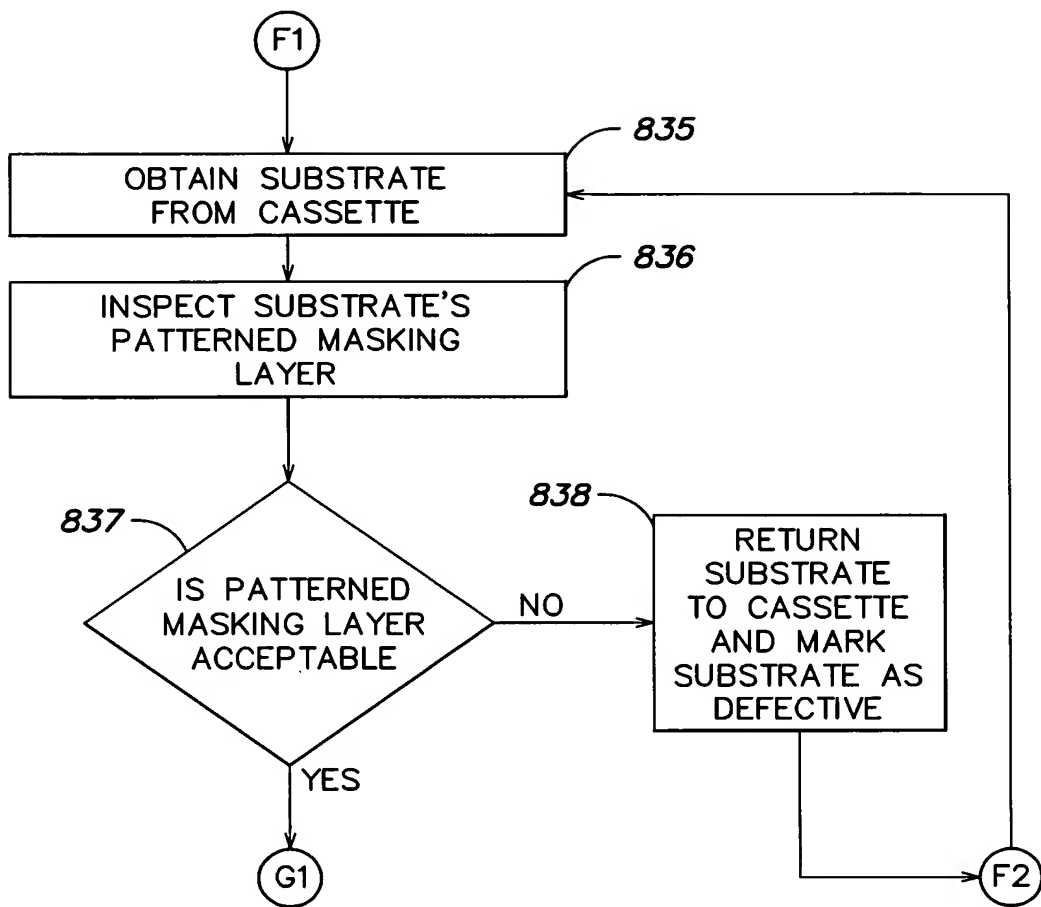 F1
835
OBTAIN SUBSTRATE
FROM CASSETTE
836
INSPECT SUBSTRATE'S
PATTERNED MASKING
LAYER
837
IS PATTERNED
MASKING LAYER
ACCEPTABLE
NO
838
RETURN
SUBSTRATE
TO CASSETTE
AND MARK
SUBSTRATE AS
DEFECTIVE
YES
G1
F2